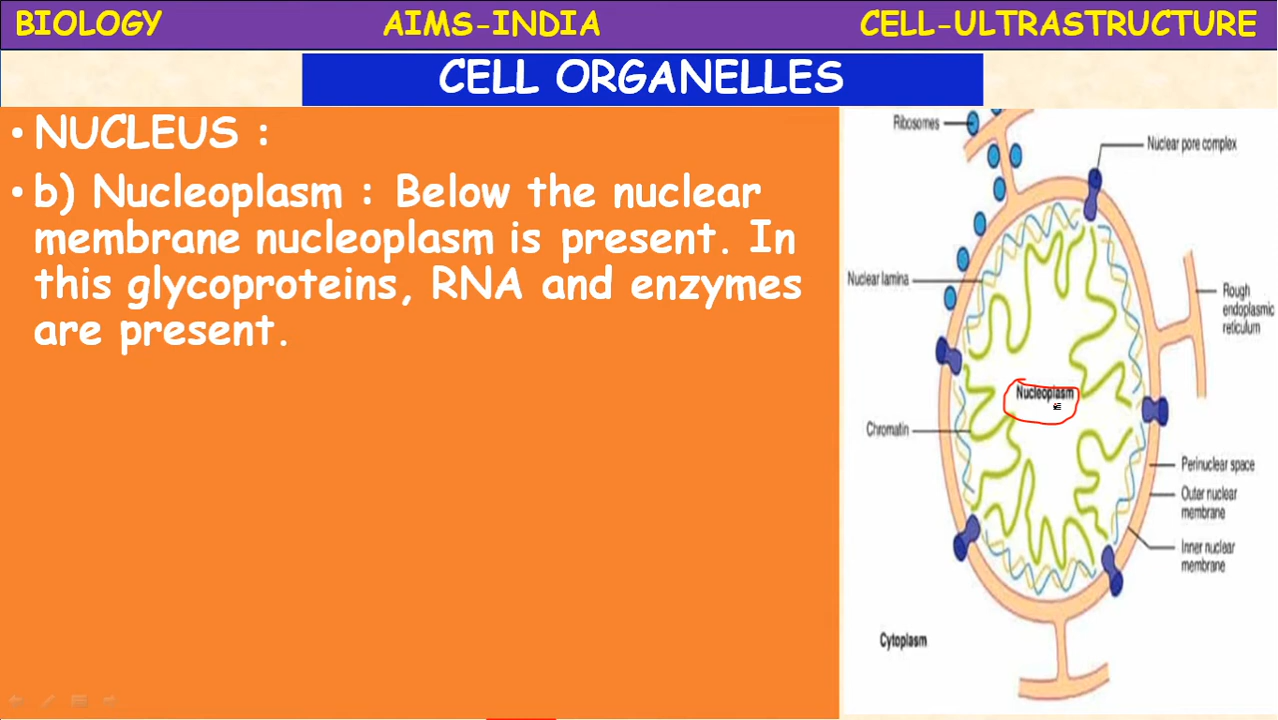 BIOLOGY AIMS-INDIA CELL-ULTRASTRUCTURE
CELL ORGANELLES
• NUCLEUS :
• b) Nucleoplasm : Below the nuclear
membrane nucleoplasm is present. In
this glycoproteins, RNA and enzymes
are present.
Ribosomes
Nuclear pore complex
Nuclear lamina
Rough
endoplasmic
reticulum
Nucleoplasm
Chromatin
Perinuclear space
Outer nuclear
membrane
Inner nuclear
membrane
Cytoplasm